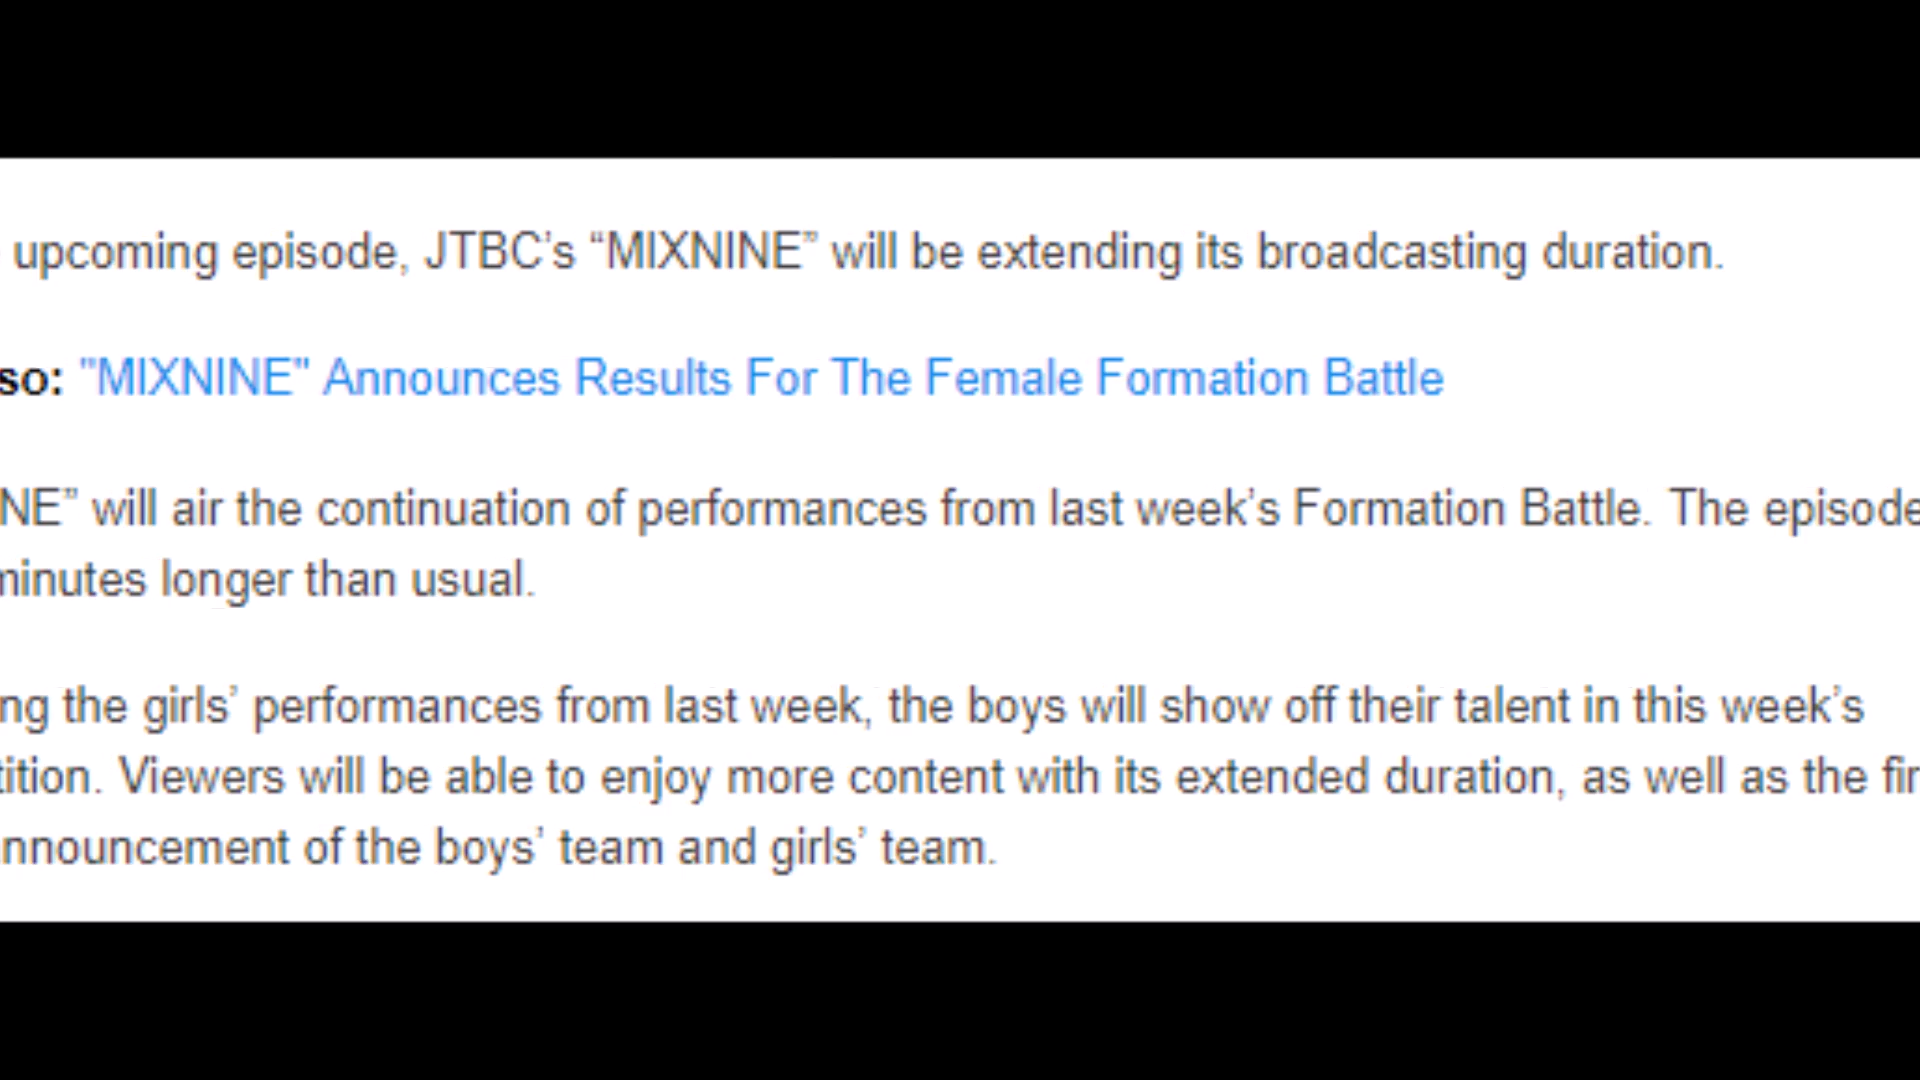 upcoming episode, JTBC’s “MIXNINE” will be extending its broadcasting duration.
so: "MIXNINE" Announces Results For The Female Formation Battle
NE” will air the continuation of performances from last week’s Formation Battle. The episode
minutes longer than usual.
ng the girls’ performances from last week, the boys will show off their talent in this week’s
tition. Viewers will be able to enjoy more content with its extended duration, as well as the
nnouncement of the boys’ team and girls’ team.